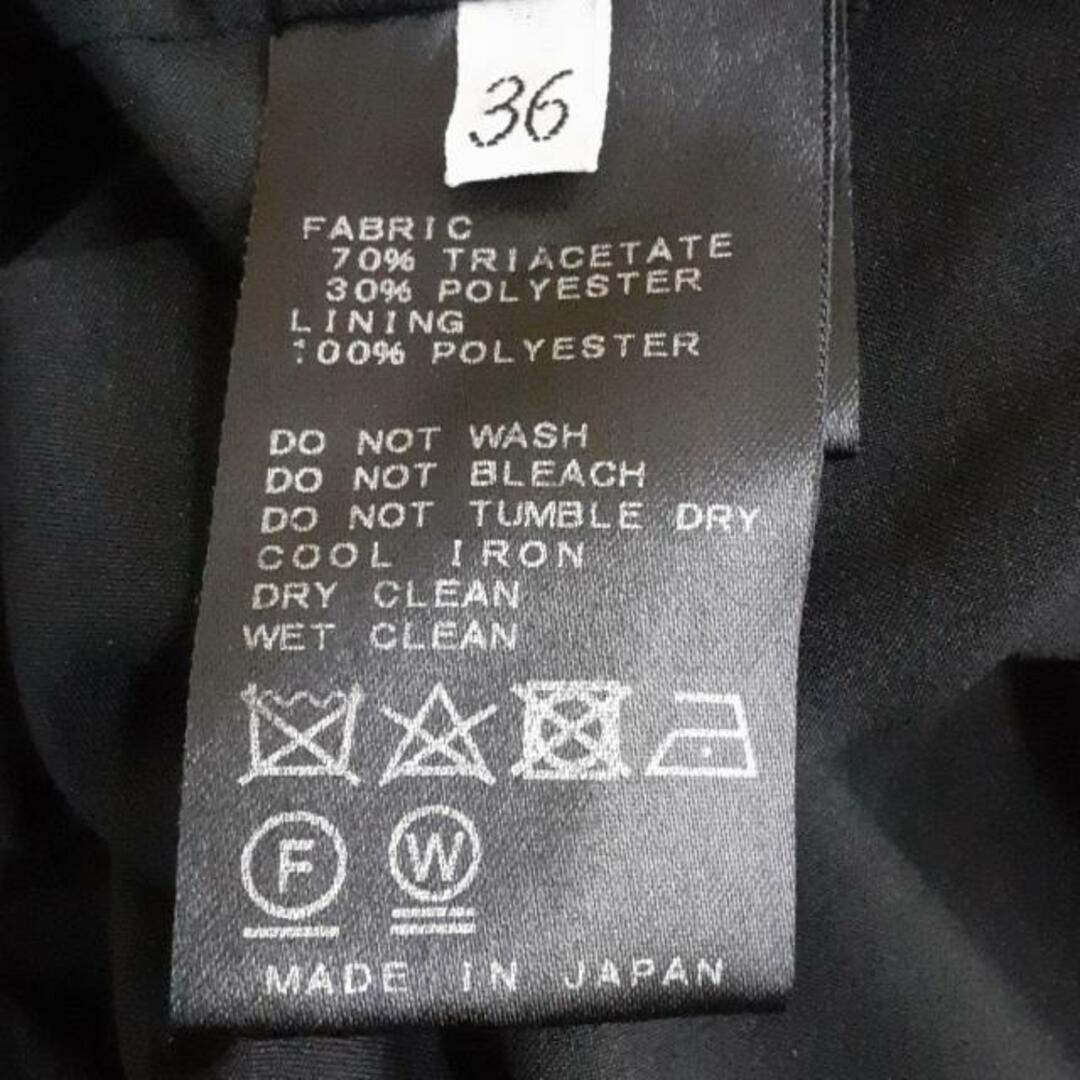 36
FABRIC
70% TRIACETATE
30% POLYESTER
LINING
100% POLYESTER
DO NOT WASH
DO NOT BLEACH
DO NOT TUMBLE DRY
COOL IRON
DRY CLEAN
WET CLEAN
F W
MADE IN JAPAN